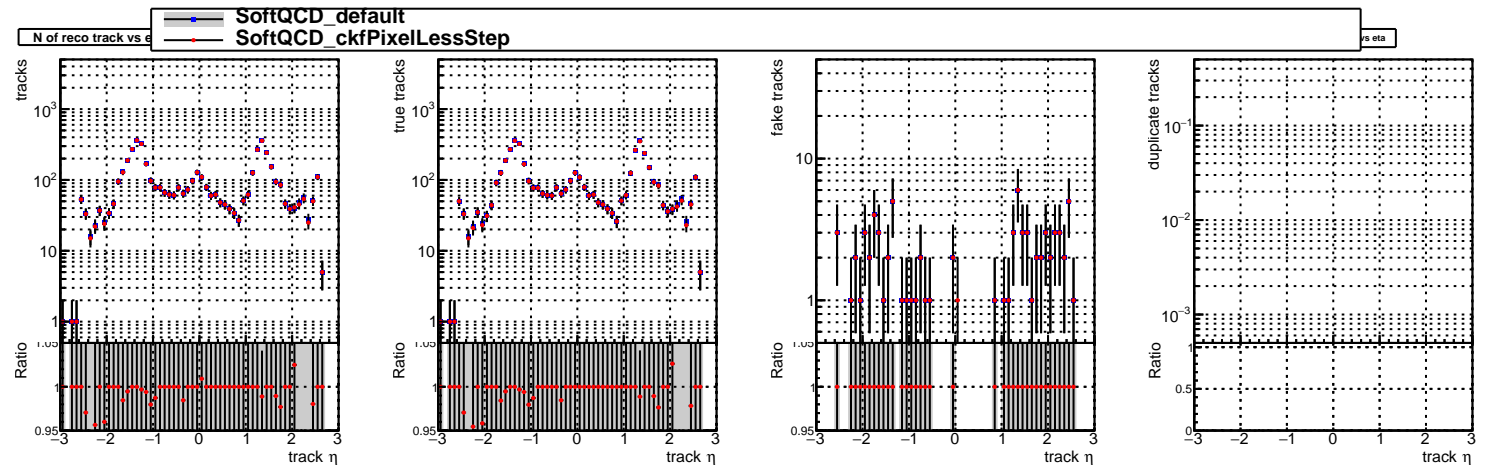 SoftQCD_default
SoftQCD_ckfPixelLessStep
N of reco track vs e
vs eta
tracks
10³
10²
10
1
Ratio
1.05
1
0.95
−3 −2 −1 0 1 2 3
track η
true tracks
10³
10²
10
1
Ratio
1.05
1
0.95
−3 −2 −1 0 1 2 3
track η
fake tracks
10
1
Ratio
1.05
1
0.95
−3 −2 −1 0 1 2 3
track η
duplicate tracks
10⁻¹
10⁻²
10⁻³
Ratio
1
0.5
0
−3 −2 −1 0 1 2 3
track η